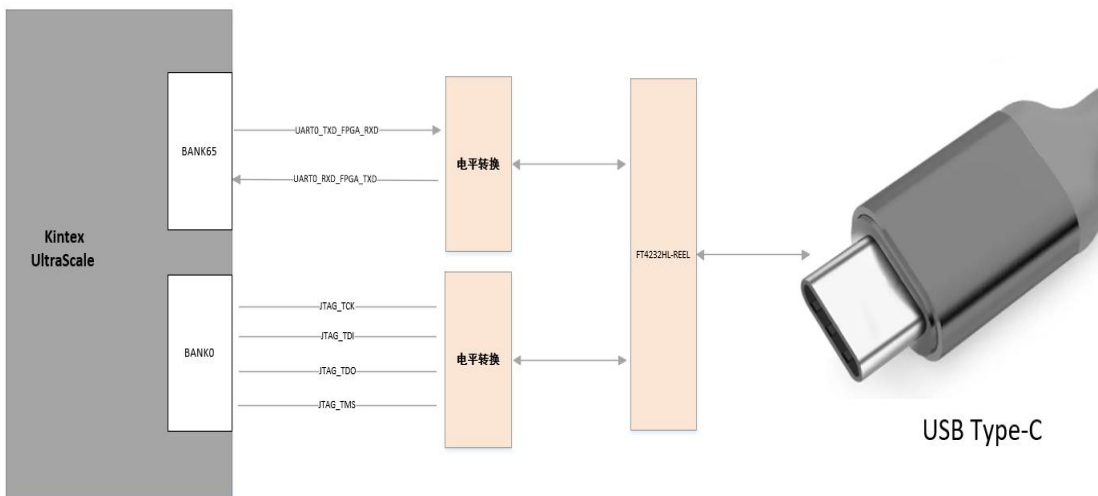 Kintex
UltraScale
BANK65
UART0_TXD_FPGA_RXD
UART0_RXD_FPGA_TXD
电平转换
BANK0
JTAG_TCK
JTAG_TDI
JTAG_TDO
JTAG_TMS
电平转换
FT4232HL-REEL
USB Type-C